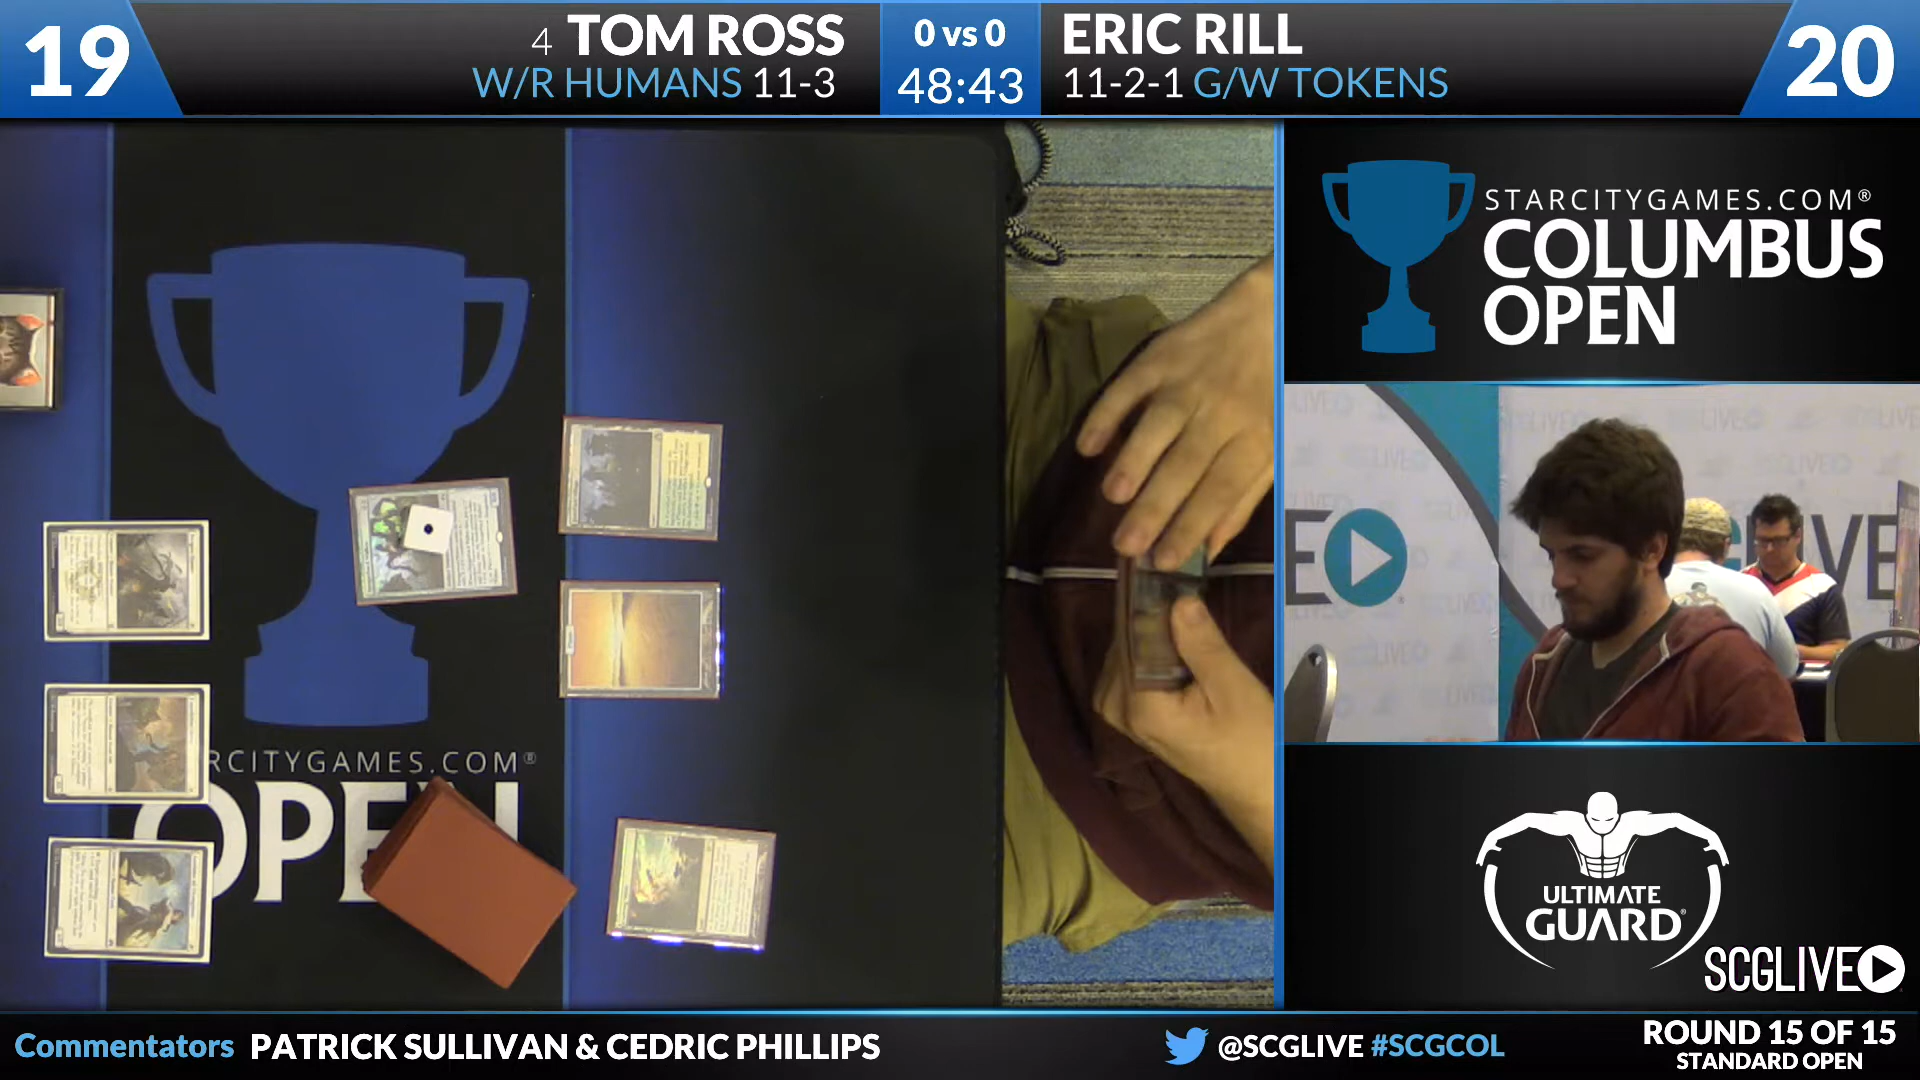 19
4 TOM ROSS
W/R HUMANS 11-3
0 vs 0
48:43
ERIC RILL
11-2-1 G/W TOKENS
20
STARCITYGAMES.COM®
COLUMBUS
OPEN
RCITYGAMES.COM®
OPEN
ULTIMATE
GUARD®
SCGLIVE
Commentators PATRICK SULLIVAN & CEDRIC PHILLIPS
@SCGLIVE #SCGCOL
ROUND 15 OF 15
STANDARD OPEN